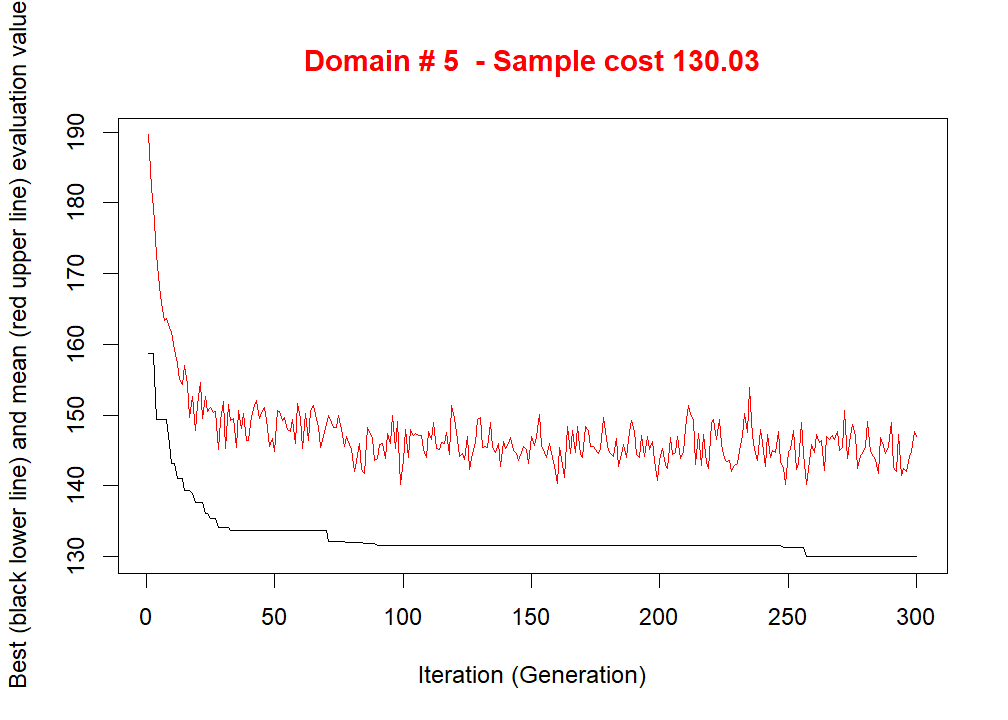 Domain # 5  - Sample cost 130.03
Best (black lower line) and mean (red upper line) evaluation value
190
180
170
160
150
140
130
0 50 100 150 200 250 300
Iteration (Generation)